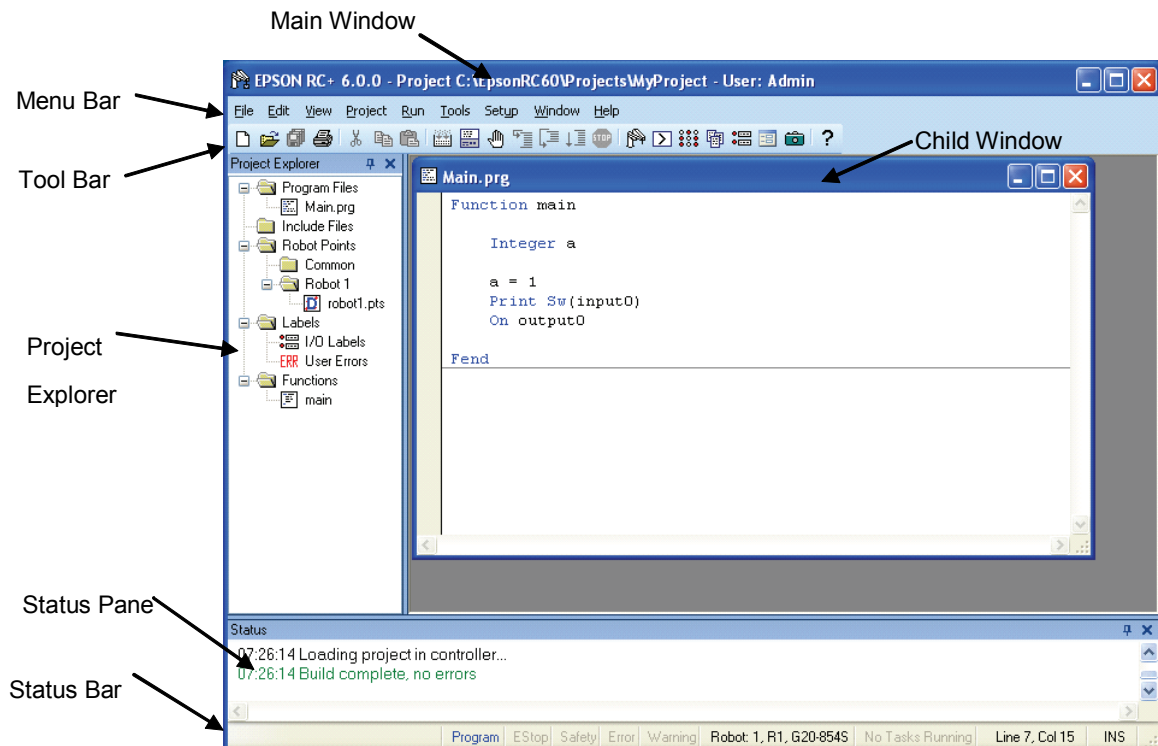 Main Window
EPSON RC+ 6.0.0 - Project C:\EpsonRC60\Projects\MyProject - User: Admin
Menu Bar
File Edit View Project Run Tools Setup Window Help
STOP
?
Tool Bar
Child Window
Project Explorer
Program Files
Main.prg
Include Files
Robot Points
Common
Robot 1
robot1.pts
Labels
I/O Labels
ERR User Errors
Functions
main
Project
Explorer
Main.prg
Function main
Integer a
a = 1
Print Sw(input0)
On output0
Fend
Status Pane
Status
07:26:14 Loading project in controller...
07:26:14 Build complete, no errors
Status Bar
Program EStop Safety Error Warning Robot: 1, R1, G20-854S No Tasks Running Line 7, Col 15 INS